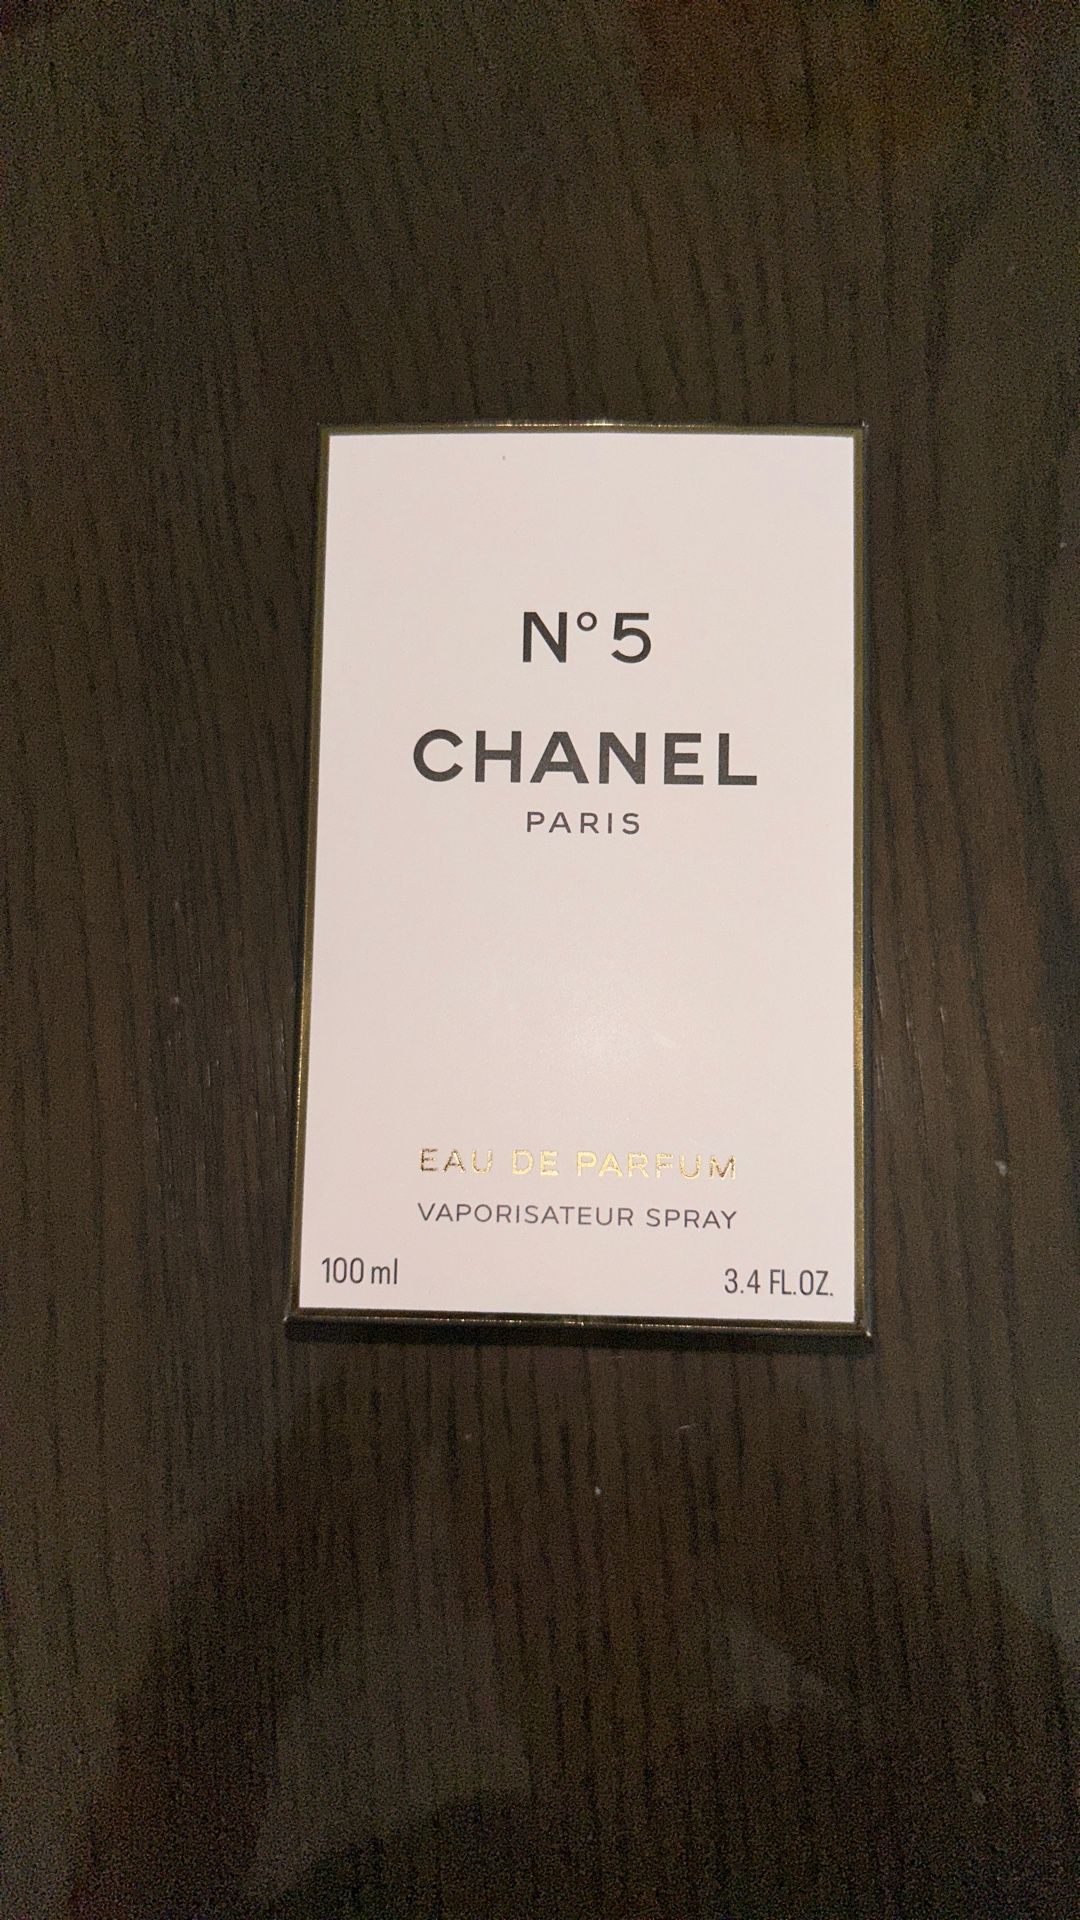 N°5
CHANEL
PARIS
EAU DE PARFUM
VAPORISATEUR SPRAY
100 ml 3.4 FL.OZ.